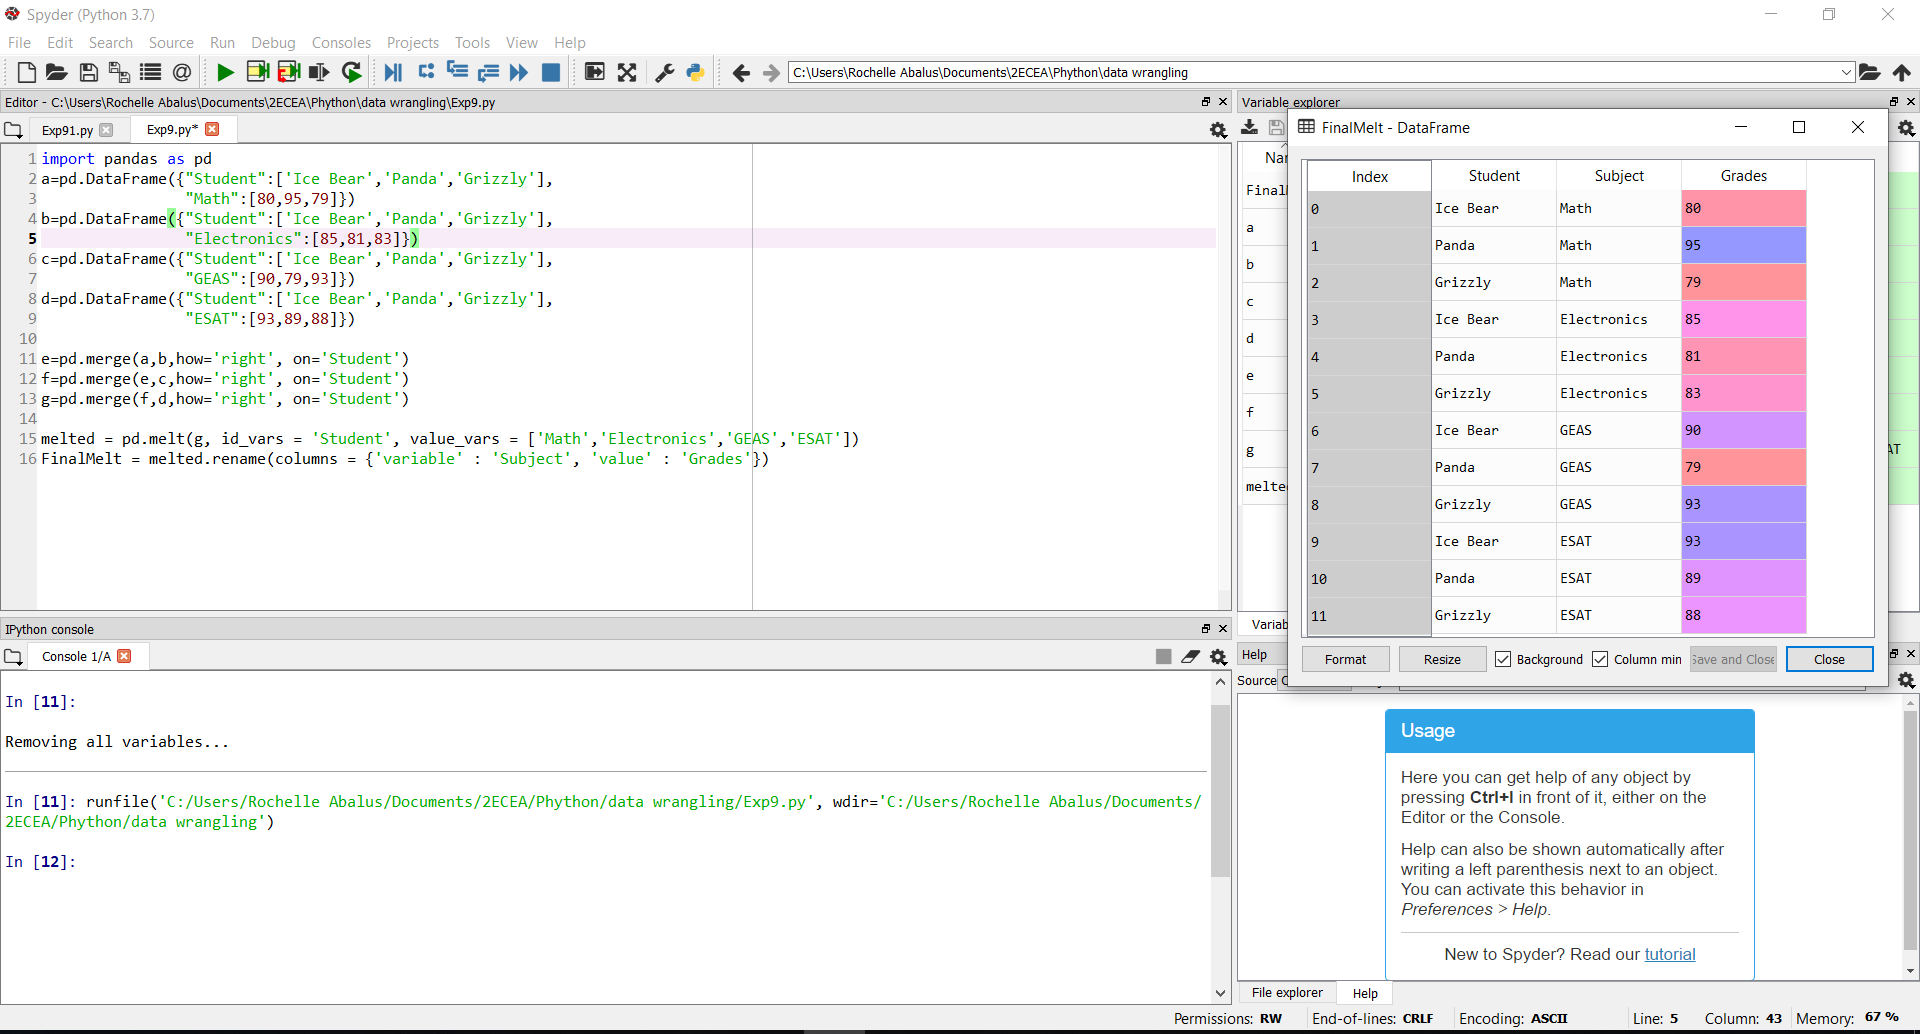 Spyder (Python 3.7)
File Edit Search Source Run Debug Consoles Projects Tools View Help
C:\Users\Rochelle Abalus\Documents\2ECEA\Phython\data wrangling
Editor - C:\Users\Rochelle Abalus\Documents\2ECEA\Phython\data wrangling\Exp9.py
Exp91.py Exp9.py*
1 import pandas as pd
2 a=pd.DataFrame({"Student":['Ice Bear','Panda','Grizzly'],
3 "Math":[80,95,79]})
4 b=pd.DataFrame({"Student":['Ice Bear','Panda','Grizzly'],
5 "Electronics":[85,81,83]})
6 c=pd.DataFrame({"Student":['Ice Bear','Panda','Grizzly'],
7 "GEAS":[90,79,93]})
8 d=pd.DataFrame({"Student":['Ice Bear','Panda','Grizzly'],
9 "ESAT":[93,89,88]})
10
11 e=pd.merge(a,b,how='right', on='Student')
12 f=pd.merge(e,c,how='right', on='Student')
13 g=pd.merge(f,d,how='right', on='Student')
14
15 melted = pd.melt(g, id_vars = 'Student', value_vars = ['Math','Electronics','GEAS','ESAT'])
16 FinalMelt = melted.rename(columns = {'variable' : 'Subject', 'value' : 'Grades'})
IPython console
Console 1/A
In [11]:
Removing all variables...
In [11]: runfile('C:/Users/Rochelle Abalus/Documents/2ECEA/Phython/data wrangling/Exp9.py', wdir='C:/Users/Rochelle Abalus/Documents/
2ECEA/Phython/data wrangling')
In [12]:
Variable explorer
a
b
c
d
e
f
g
AT
FinalMelt - DataFrame
Index Student Subject Grades
0 Ice Bear Math 80
1 Panda Math 95
2 Grizzly Math 79
3 Ice Bear Electronics 85
4 Panda Electronics 81
5 Grizzly Electronics 83
6 Ice Bear GEAS 90
7 Panda GEAS 79
8 Grizzly GEAS 93
9 Ice Bear ESAT 93
10 Panda ESAT 89
11 Grizzly ESAT 88
Format Resize Background Column min Save and Close Close
Help
Source
Usage
Here you can get help of any object by
pressing Ctrl+I in front of it, either on the
Editor or the Console.
Help can also be shown automatically after
writing a left parenthesis next to an object.
You can activate this behavior in
Preferences > Help.
New to Spyder? Read our tutorial
File explorer Help
Permissions: RW End-of-lines: CRLF Encoding: ASCII Line: 5 Column: 43 Memory: 67 %